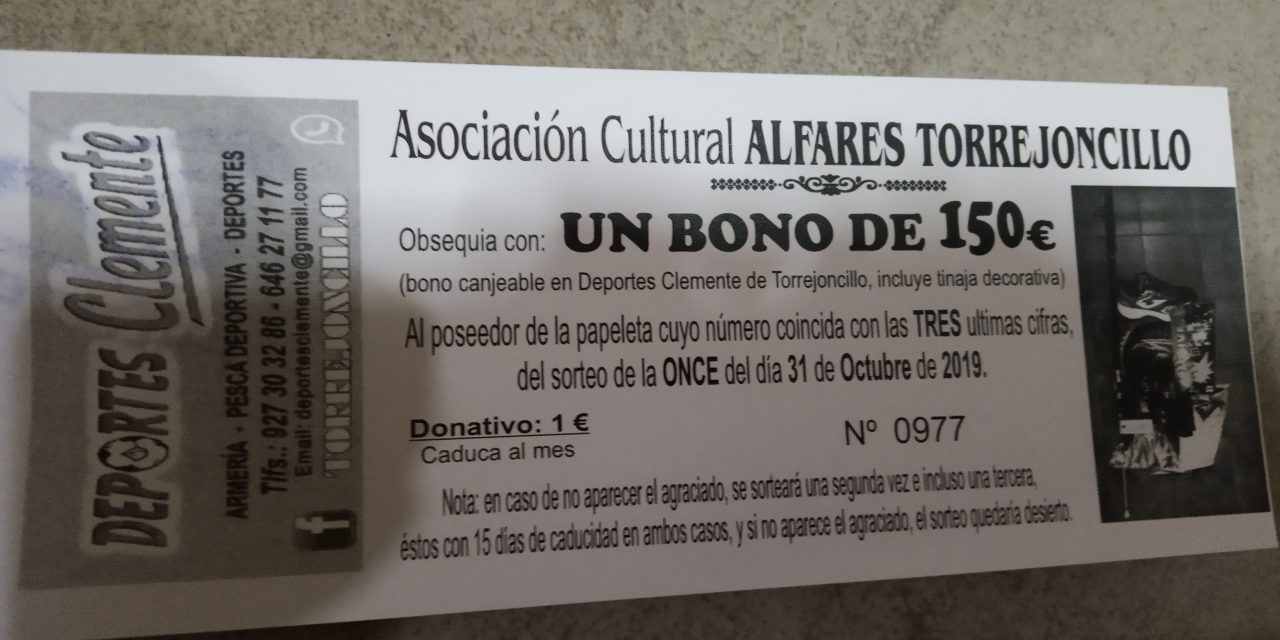 DEPORTES Clemente
ARMERÍA - PESCA DEPORTIVA - DEPORTES
Tlfs.: 927 30 32 86 - 646 27 11 77
Email: deportesclemente@gmail.com
f TORREJONCILLO
Asociación Cultural ALFARES TORREJONCILLO
Obsequia con: UN BONO DE 150€
(bono canjeable en Deportes Clemente de Torrejoncillo, incluye tinaja decorativa)
Al poseedor de la papeleta cuyo número coincida con las TRES ultimas cifras,
del sorteo de la ONCE del día 31 de Octubre de 2019.
Donativo: 1 €
Caduca al mes
Nº 0977
Nota: en caso de no aparecer el agraciado, se sorteará una segunda vez e incluso una tercera,
éstos con 15 días de caducidad en ambos casos, y si no aparece el agraciado, el sorteo quedaría desierto.